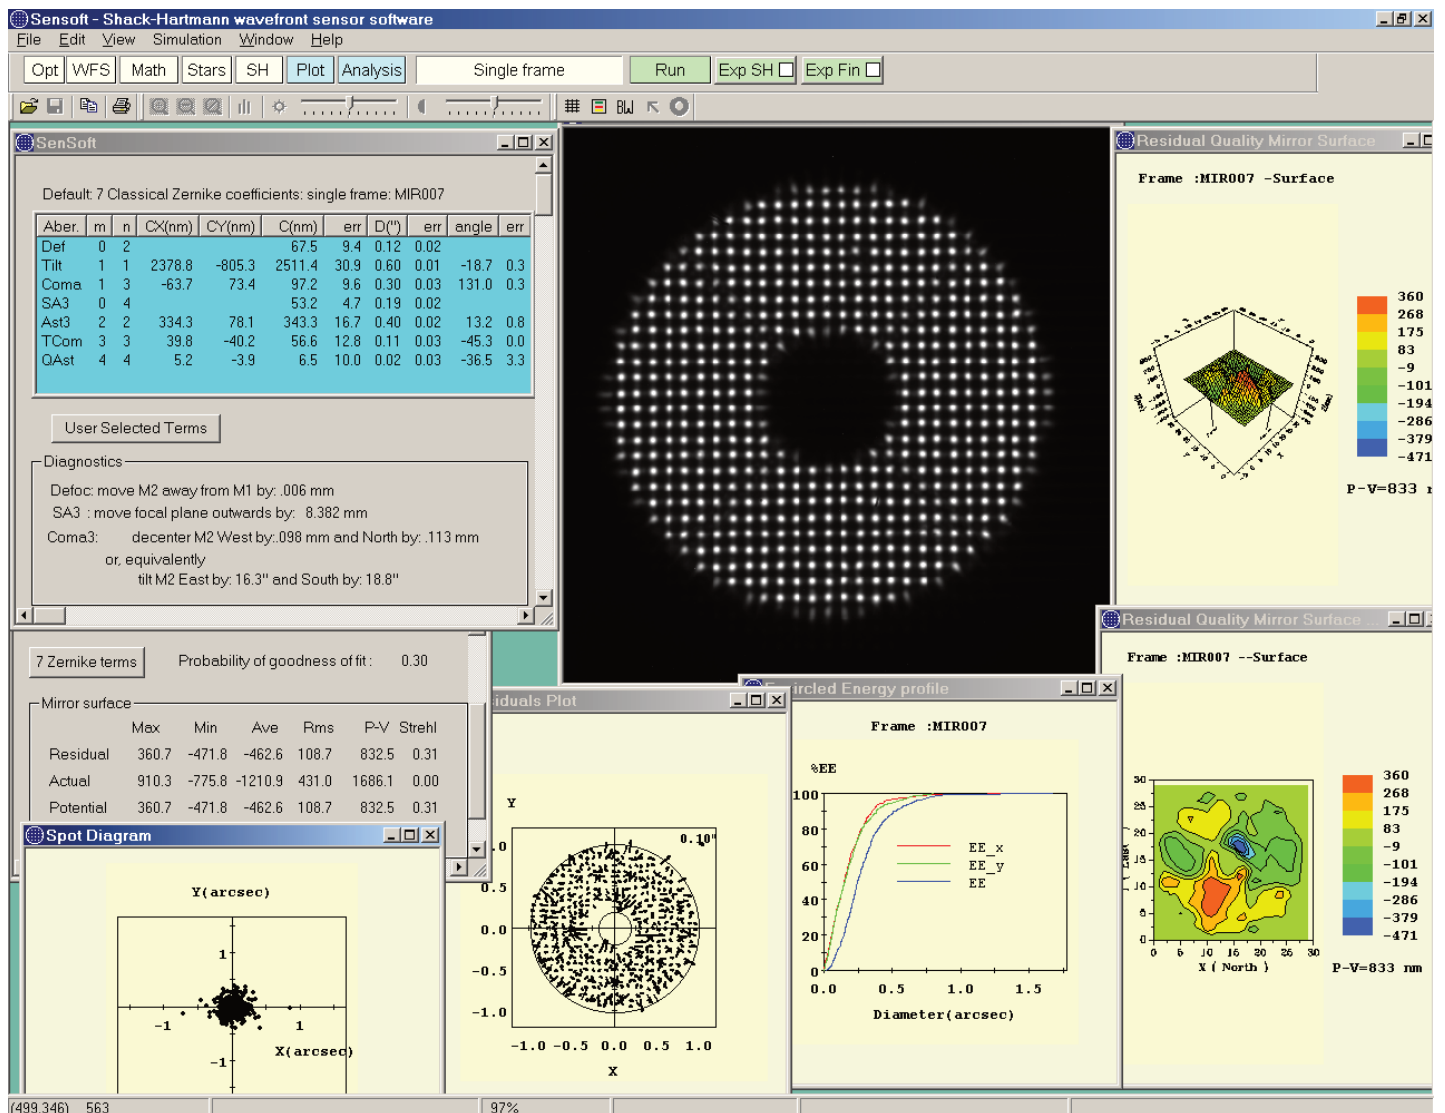 Sensoft - Shack-Hartmann wavefront sensor software
File Edit View Simulation Window Help
Opt WFS Math Stars SH Plot Analysis Single frame Run Exp SH Exp Fin
BW
SenSoft
Default: 7 Classical Zernike coefficients: single frame: MIR007
Aber. m n CX(nm) CY(nm) C(nm) err D(") err angle err
Def 0 2 67.5 9.4 0.12 0.02
Tilt 1 1 2378.8 -805.3 2511.4 30.9 0.60 0.01 -18.7 0.3
Coma 1 3 -63.7 73.4 97.2 9.6 0.30 0.03 131.0 0.3
SA3 0 4 53.2 4.7 0.19 0.02
Ast3 2 2 334.3 78.1 343.3 16.7 0.40 0.02 13.2 0.8
TCom 3 3 39.8 -40.2 56.6 12.8 0.11 0.03 -45.3 0.0
QAst 4 4 5.2 -3.9 6.5 10.0 0.02 0.03 -36.5 3.3
User Selected Terms
Diagnostics
Defoc: move M2 away from M1 by: .006 mm
SA3 : move focal plane outwards by: 8.382 mm
Coma3: decenter M2 West by:.098 mm and North by: .113 mm
or, equivalently
tilt M2 East by: 16.3" and South by: 18.8"
7 Zernike terms Probability of goodness of fit : 0.30
Mirror surface
Max Min Ave Rms P-V Strehl
Residual 360.7 -471.8 -462.6 108.7 832.5 0.31
Actual 910.3 -775.8 -1210.9 431.0 1686.1 0.00
Potential 360.7 -471.8 -462.6 108.7 832.5 0.31
Spot Diagram
Y(arcsec)
1
-1 1
X(arcsec)
-1
iduals Plot
Y
0.10"
.0
0.5
0.0
-0.5
-1.0
-1.0 -0.5 0.0 0.5 1.0
X
circled Energy profile
Frame :MIR007
%EE
100
80
60
40
20
0
EE_x
EE_y
EE
0.0 0.5 1.0 1.5
Diameter(arcsec)
Residual Quality Mirror Surface
Frame :MIR007 -Surface
360
268
175
83
-9
-101
-194
-286
-379
-471
X
Y
P-V=833
Residual Quality Mirror Surface ...
Frame :MIR007 --Surface
30
25
20
15
10
5
0
0 5 10 15 20 25 30
X ( North )
360
268
175
83
-9
-101
-194
-286
-379
-471
P-V=833 nm
(499,346) 563 97%